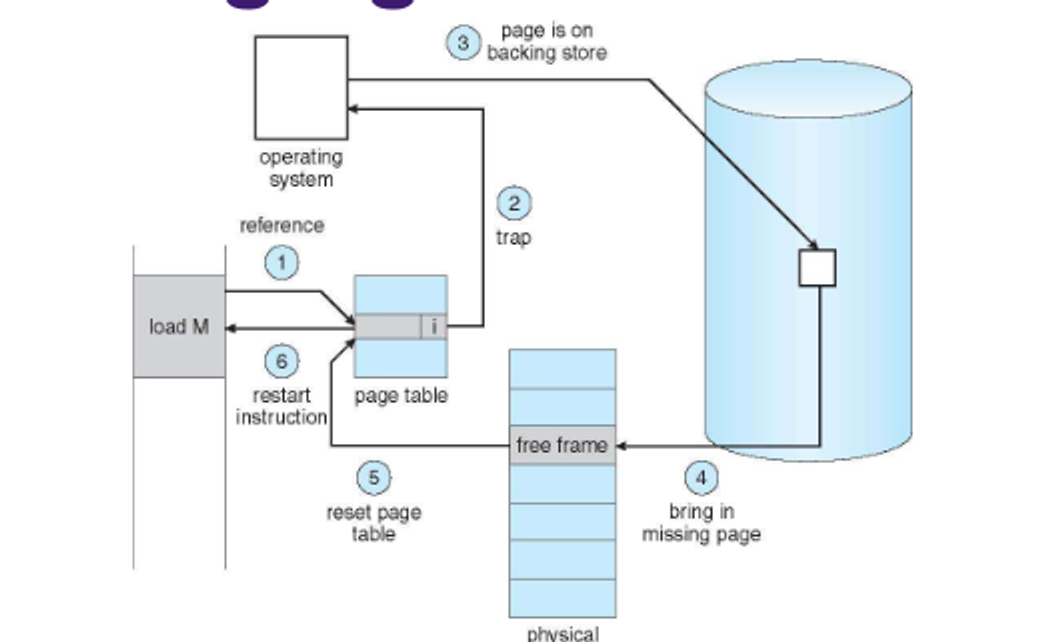 3
page is on
backing store
operating
system
2
trap
reference
1
load M
i
6
restart
instruction
page table
free frame
5
reset page
table
4
bring in
missing page
physical